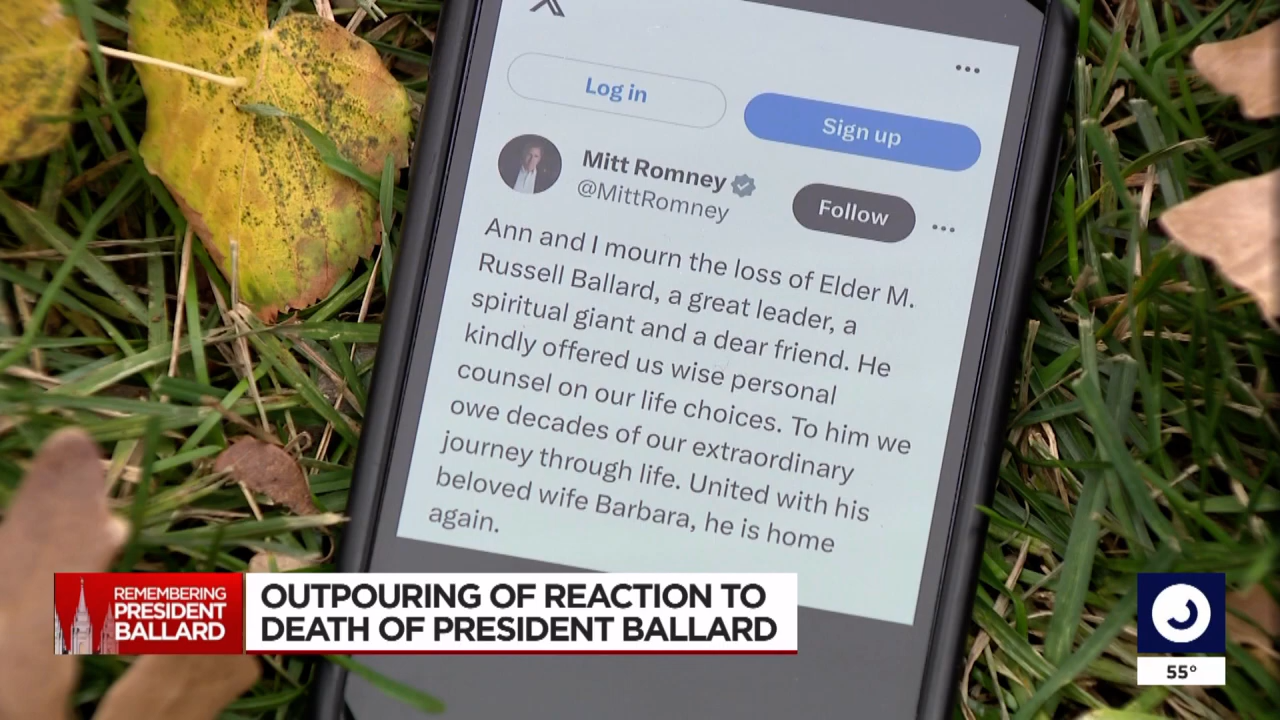 Log in
Sign up
Mitt Romney
@MittRomney
Follow
Ann and I mourn the loss of Elder M.
Russell Ballard, a great leader, a
spiritual giant and a dear friend. He
kindly offered us wise personal
counsel on our life choices. To him we
owe decades of our extraordinary
journey through life. United with his
beloved wife Barbara, he is home
again.
REMEMBERING
PRESIDENT
BALLARD
OUTPOURING OF REACTION TO
DEATH OF PRESIDENT BALLARD
55°